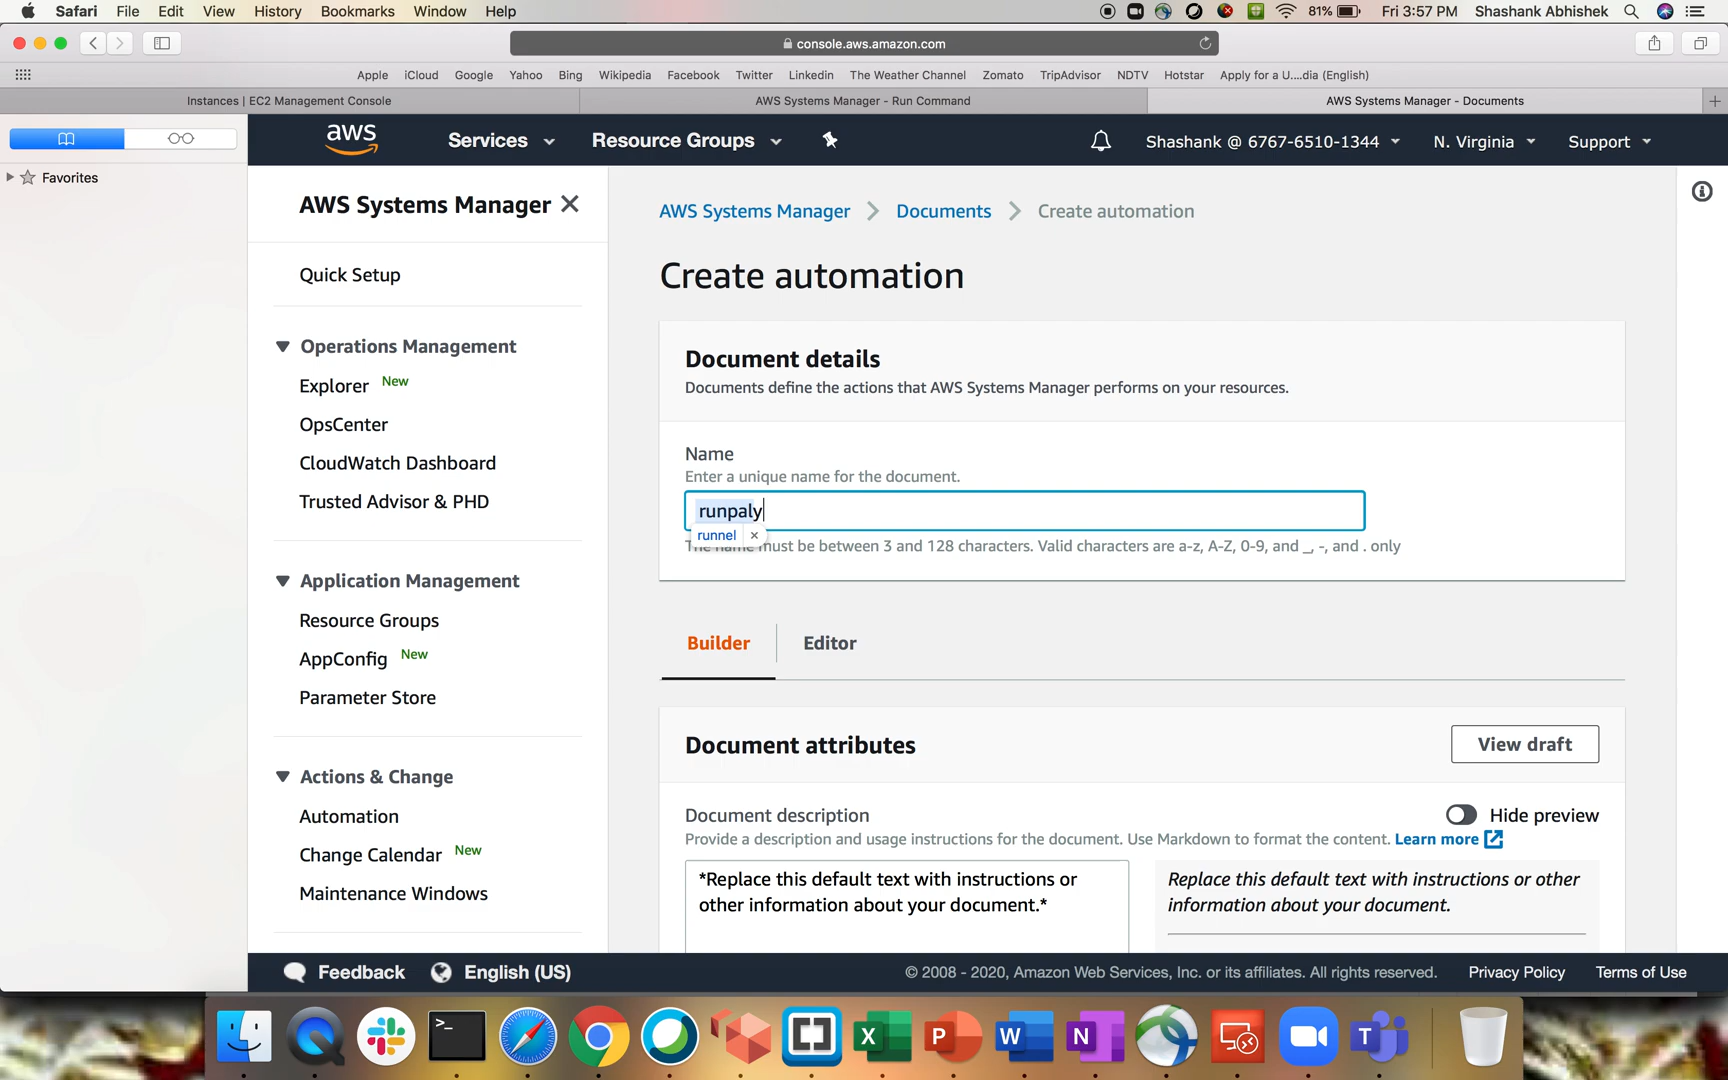 Safari File Edit View History Bookmarks Window Help 81% Fri 3:57 PM Shashank Abhishek
console.aws.amazon.com
Apple iCloud Google Yahoo Bing Wikipedia Facebook Twitter Linkedin The Weather Channel Zomato TripAdvisor NDTV Hotstar Apply for a U....dia (English)
Instances | EC2 Management Console AWS Systems Manager - Run Command AWS Systems Manager - Documents
aws Services Resource Groups Shashank @ 6767-6510-1344 N. Virginia Support
Favorites
AWS Systems Manager
Quick Setup
Operations Management
Explorer New
OpsCenter
CloudWatch Dashboard
Trusted Advisor & PHD
Application Management
Resource Groups
AppConfig New
Parameter Store
Actions & Change
Automation
Change Calendar New
Maintenance Windows
AWS Systems Manager > Documents > Create automation
Create automation
Document details
Documents define the actions that AWS Systems Manager performs on your resources.
Name
Enter a unique name for the document.
runpaly
runnel ×
The name must be between 3 and 128 characters. Valid characters are a-z, A-Z, 0-9, and _, -, and . only
Builder Editor
Document attributes
View draft
Document description
Hide preview
Provide a description and usage instructions for the document. Use Markdown to format the content. Learn more
*Replace this default text with instructions or
other information about your document.*
Replace this default text with instructions or other
information about your document.
Feedback English (US) © 2008 - 2020, Amazon Web Services, Inc. or its affiliates. All rights reserved. Privacy Policy Terms of Use
>_ X P W N T